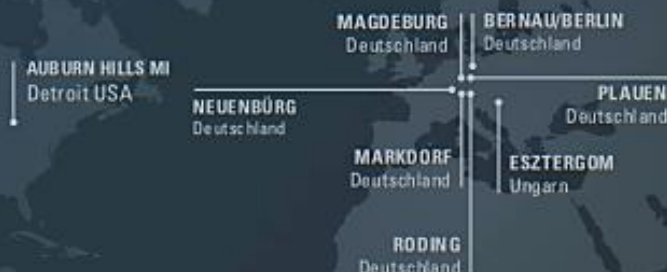 MAGDEBURG
Deutschland
BERNAU/BERLIN
Deutschland
AUBURN HILLS MI
Detroit USA
NEUENBÜRG
Deutschland
PLAUEN
Deutschland
MARKDORF
Deutschland
ESZTERGOM
Ungarn
RODING
Deutschland